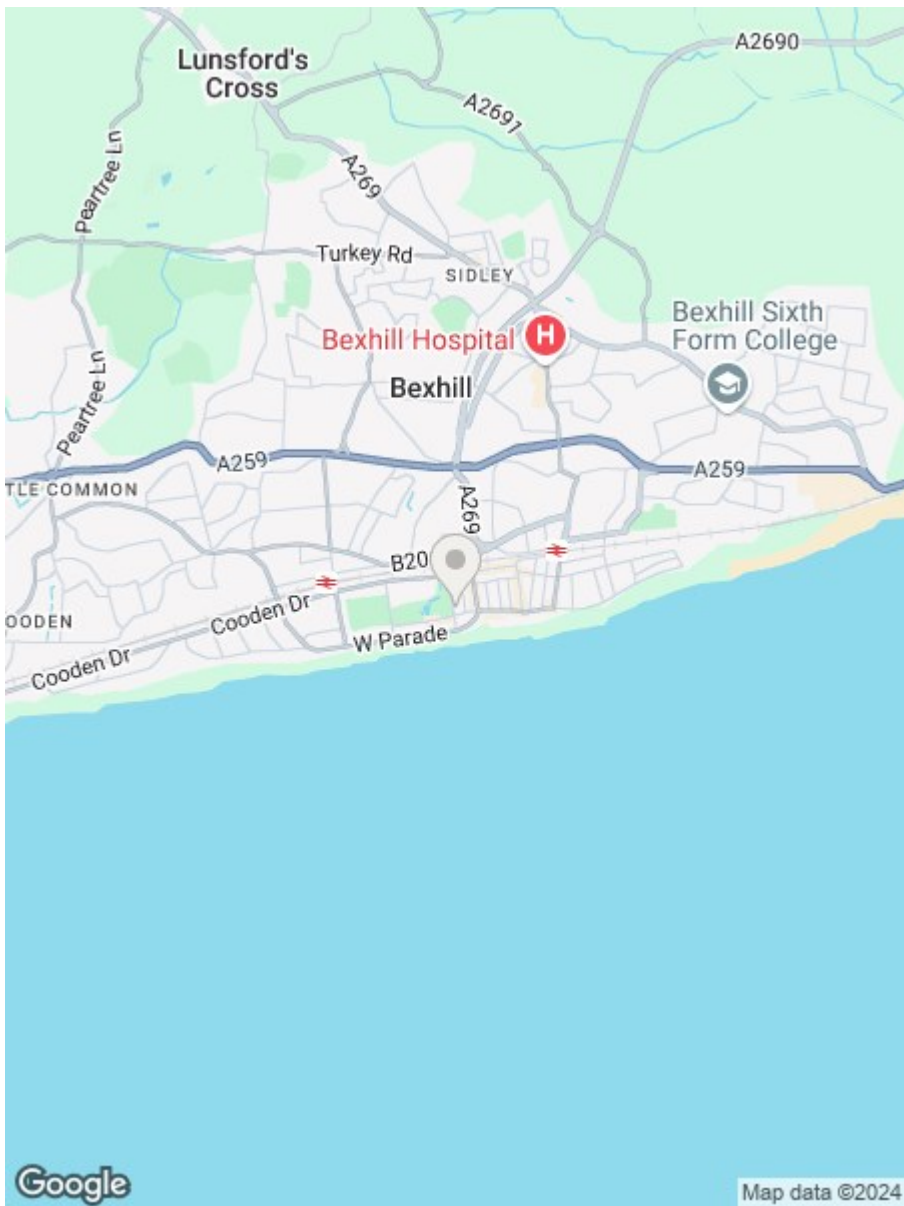 A2690
Lunsford's
Cross
A2697
Peartree Ln
A269
Turkey Rd
SIDLEY
Bexhill Sixth
Form College
Bexhill Hospital
H
Peartree Ln
Bexhill
A259
A259
TLE COMMON
A269
B20
Cooden Dr
OODEN
W Parade
Cooden Dr
Google
Map data ©2024